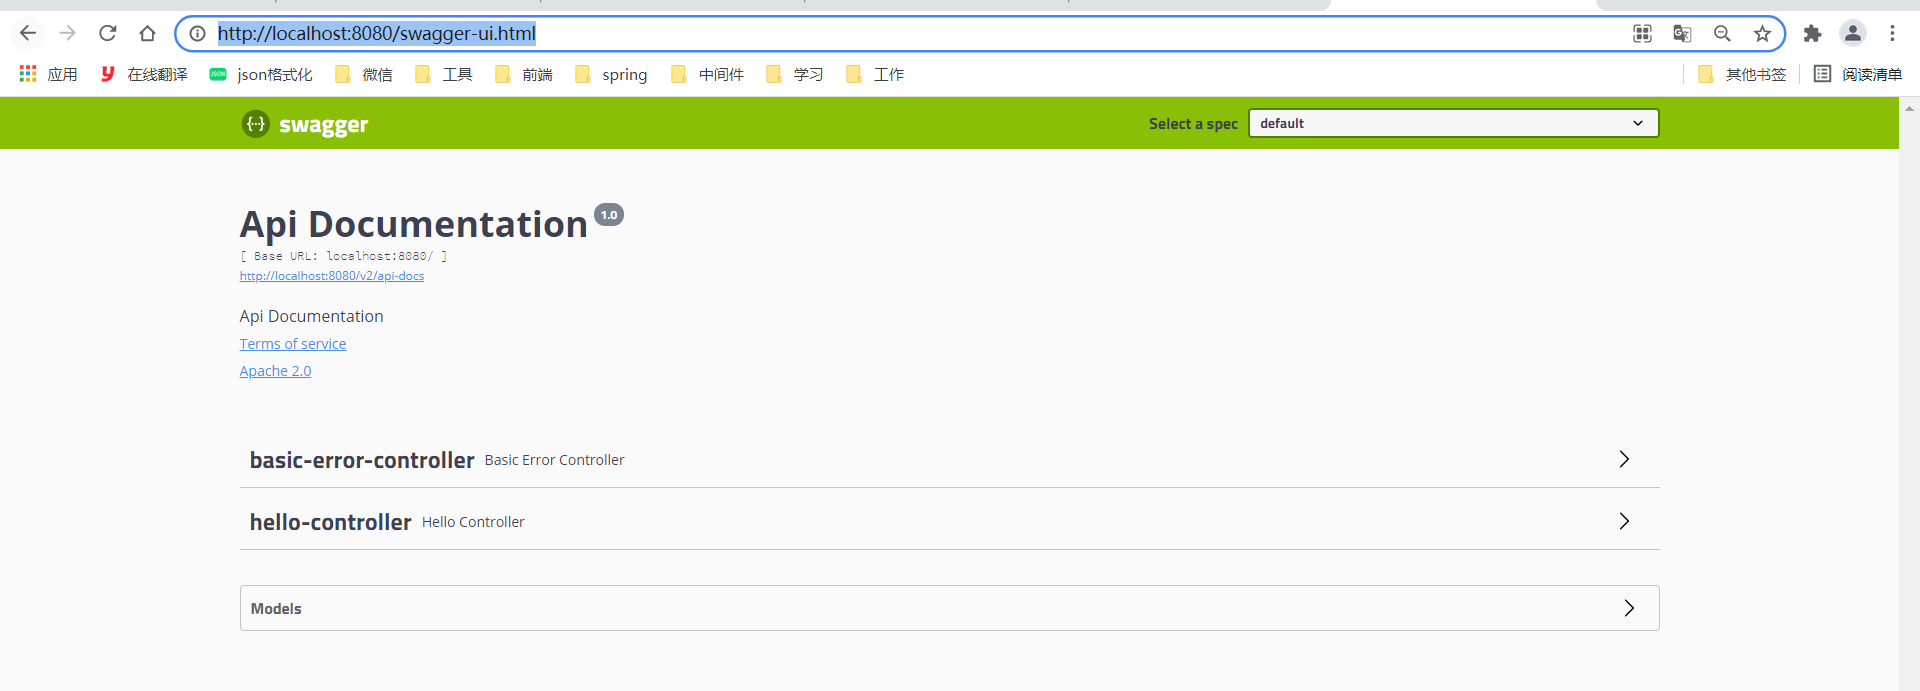 http://localhost:8080/swagger-ui.html
应用 在线翻译 JSON json格式化 微信 工具 前端 spring 中间件 学习 工作 其他书签 阅读清单
{···} swagger Select a spec default
Api Documentation 1.0
[ Base URL: localhost:8080/ ]
http://localhost:8080/v2/api-docs
Api Documentation
Terms of service
Apache 2.0
basic-error-controller Basic Error Controller
hello-controller Hello Controller
Models